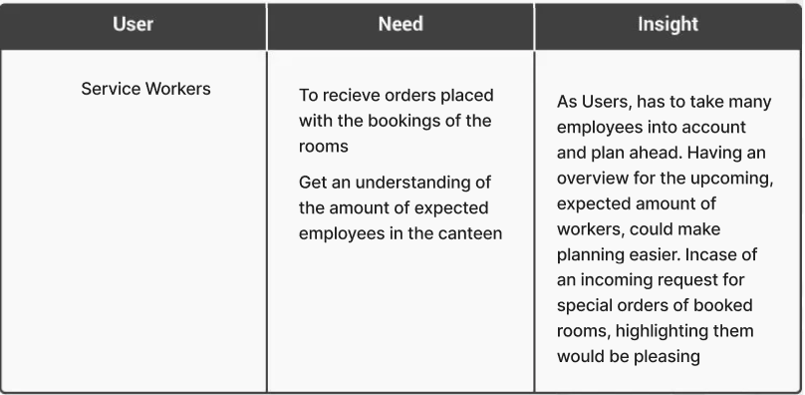 User
Need
Insight
Service Workers
To recieve orders placed
with the bookings of the
rooms
Get an understanding of
the amount of expected
employees in the canteen
As Users, has to take many
employees into account
and plan ahead. Having an
overview for the upcoming,
expected amount of
workers, could make
planning easier. Incase of
an incoming request for
special orders of booked
rooms, highlighting them
would be pleasing